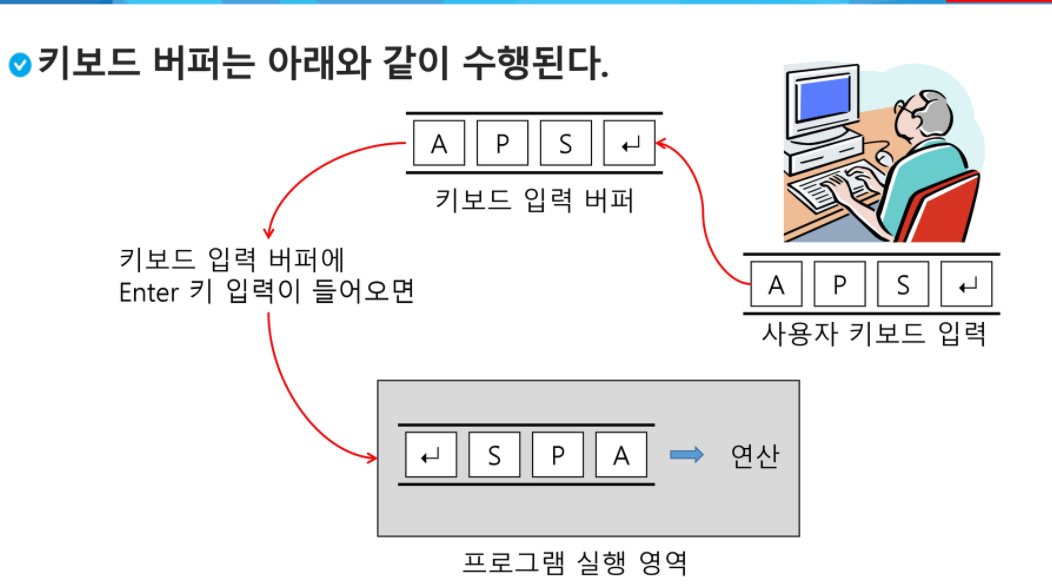 키보드 버퍼는 아래와 같이 수행된다.
A P S ↵
키보드 입력 버퍼
키보드 입력 버퍼에
Enter 키 입력이 들어오면
A P S ↵
사용자 키보드 입력
↵ S P A 연산
프로그램 실행 영역